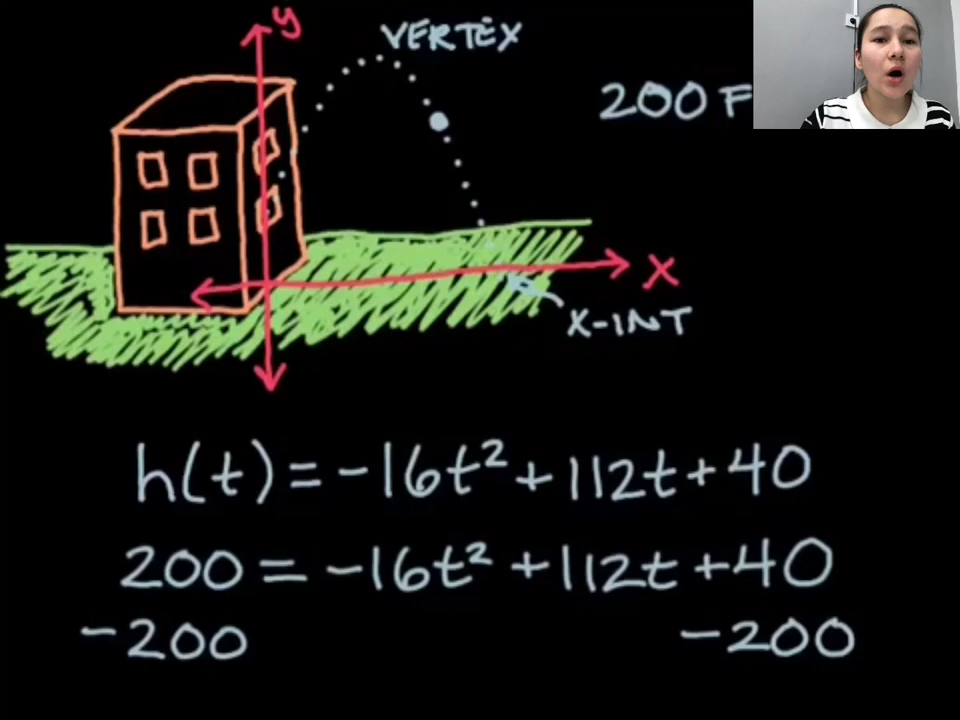 y
VERTEX
200 F
X
X-INT
h(t) = -16t² + 112t + 40
200 = -16t² + 112t + 40
-200 -200